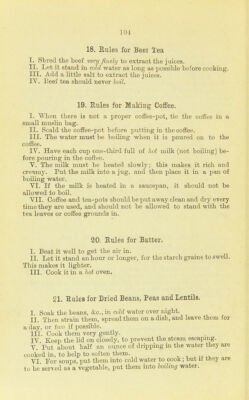 104
18. Rules for Beef Tea
I. Shred the beef very finely to extract the juices.
II. Let it stand in cold water as long as possible before cooking.
III. Add a little salt to extract the juices.
IV. Beef tea should never boil.
19. Rules for Making Coffee.
I. When there is not a proper coffee-pot, tie the coffee in a
small muslin bag.
II. Scald the coffee-pot before putting in the coffee.
III. The water must be boiling when it is poured on to the
coffee.
IV. Have each cup one-third full of hot milk (not boiling) be-
fore pouring in the coffee.
V. The milk must be heated slowly; this makes it rich and
creamy. Put the milk into a jug, and then place it in a pan of
boiling water.
VI. If the milk is heated in a saucepan, it should not be
allowed to boil.
VII. Coffee and tea-pots should be put away clean and dry every
time they are used, and should not be allowed to stand with the
tea leaves or coffee grounds in.
20. Rules for Batter.
I. Beat it well to get the air in.
II. Let it stand an hour or longer, for the starch grains to swell.
This makes it lighter.
III. Cook it in a hot oven.
21. Rules for Dried Beans, Peas and Lentils.
I. Soak the beans, &c., in cold water over night.
II. Then strain them, spread them on a dish, and leave them for
a day, or two if possible.
III. Cook them very gently.
IV. Keep the lid on closely, to prevent the steam escaping.
V. Put about half an ounce of dripping in the water they are
cooked in, to help to soften them.
VI. For soups, put them into cold water to cook; but if they are
to be served as a vegetable, put them into boiling water.